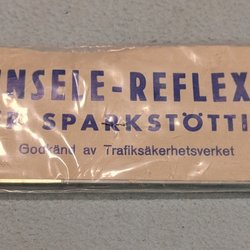 NSELE-REFLEX
R SPARKSTÖTTI
Godkänd av Trafiksäkerhetsverket